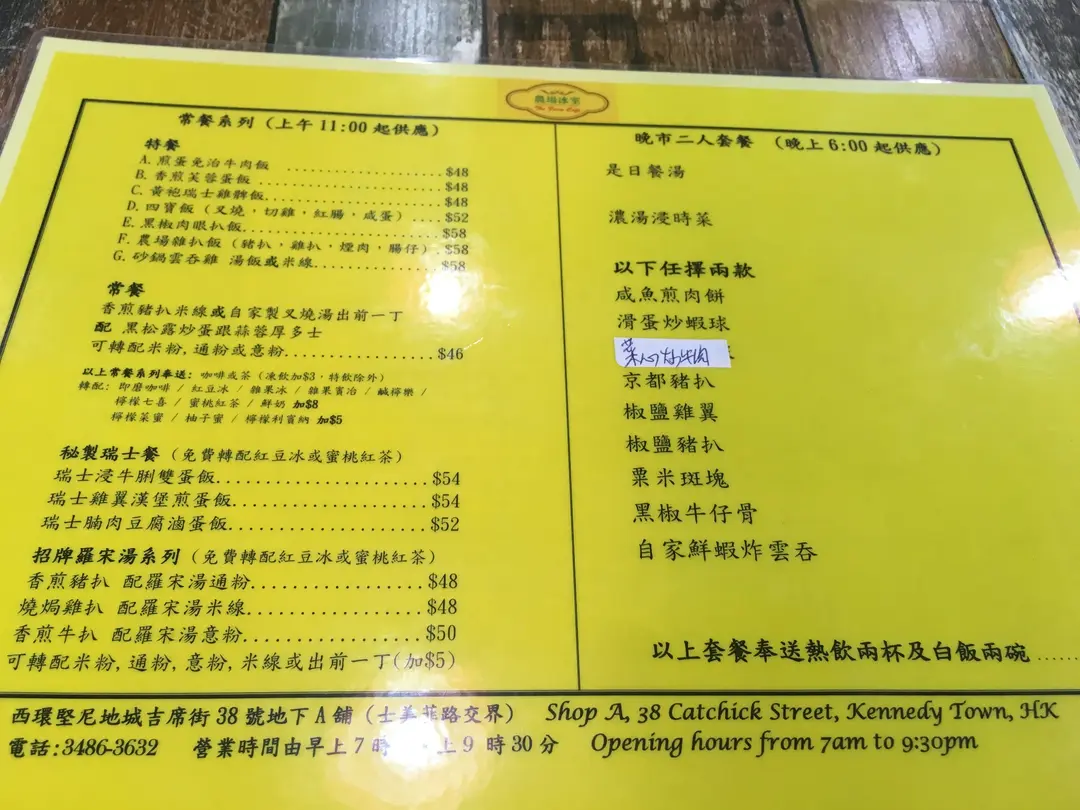 農場冰室
The Farm Cafe
常餐系列（上午 11:00 起供應）
特餐
A. 煎蛋免治牛肉飯 ....................$48
B. 香煎芙蓉蛋飯 ....................$48
C. 黃袍瑞士雞髀飯....................$48
D. 四寶飯（叉燒，切雞，紅腸，咸蛋）....$52
E. 黑椒肉眼扒飯....................$58
F. 農場雜扒飯（豬扒，雞扒，煙肉，腸仔）.$58
G. 砂鍋雲吞雞 湯飯或米線....................$58
常餐
香煎豬扒米線或自家製叉燒湯出前一丁
配 黑松露炒蛋跟蒜蓉厚多士
可轉配米粉,通粉或意粉....................$46
以上常餐系列奉送：咖啡或茶（凍飲加$3，特飲除外）
轉配：即磨咖啡 / 紅豆冰 / 雜果冰 / 雜果賓冶 / 鹹檸樂 /
檸檬七喜 / 蜜桃紅茶 / 鮮奶 加$8
檸檬菜蜜 / 柚子蜜 / 檸檬利賓納 加$5
秘製瑞士餐（免費轉配紅豆冰或蜜桃紅茶）
瑞士浸牛脷雙蛋飯....................$54
瑞士雞翼漢堡煎蛋飯....................$54
瑞士腩肉豆腐滷蛋飯....................$52
招牌羅宋湯系列（免費轉配紅豆冰或蜜桃紅茶）
香煎豬扒 配羅宋湯通粉....................$48
燒焗雞扒 配羅宋湯米線....................$48
香煎牛扒 配羅宋湯意粉....................$50
可轉配米粉,通粉,意粉,米線或出前一丁(加$5)
晚市二人套餐 （晚上 6:00 起供應）
是日餐湯
濃湯浸時菜
以下任擇兩款
咸魚煎肉餅
滑蛋炒蝦球
菜心炒牛肉
京都豬扒
椒鹽雞翼
椒鹽豬扒
粟米斑塊
黑椒牛仔骨
自家鮮蝦炸雲吞
以上套餐奉送熱飲兩杯及白飯兩碗......
西環堅尼地城吉席街 38 號地下 A 舖（士美菲路交界） Shop A, 38 Catchick Street, Kennedy Town, HK
電話:3486-3632 營業時間由早上 7 時 上 9 時 30 分 Opening hours from 7am to 9:30pm